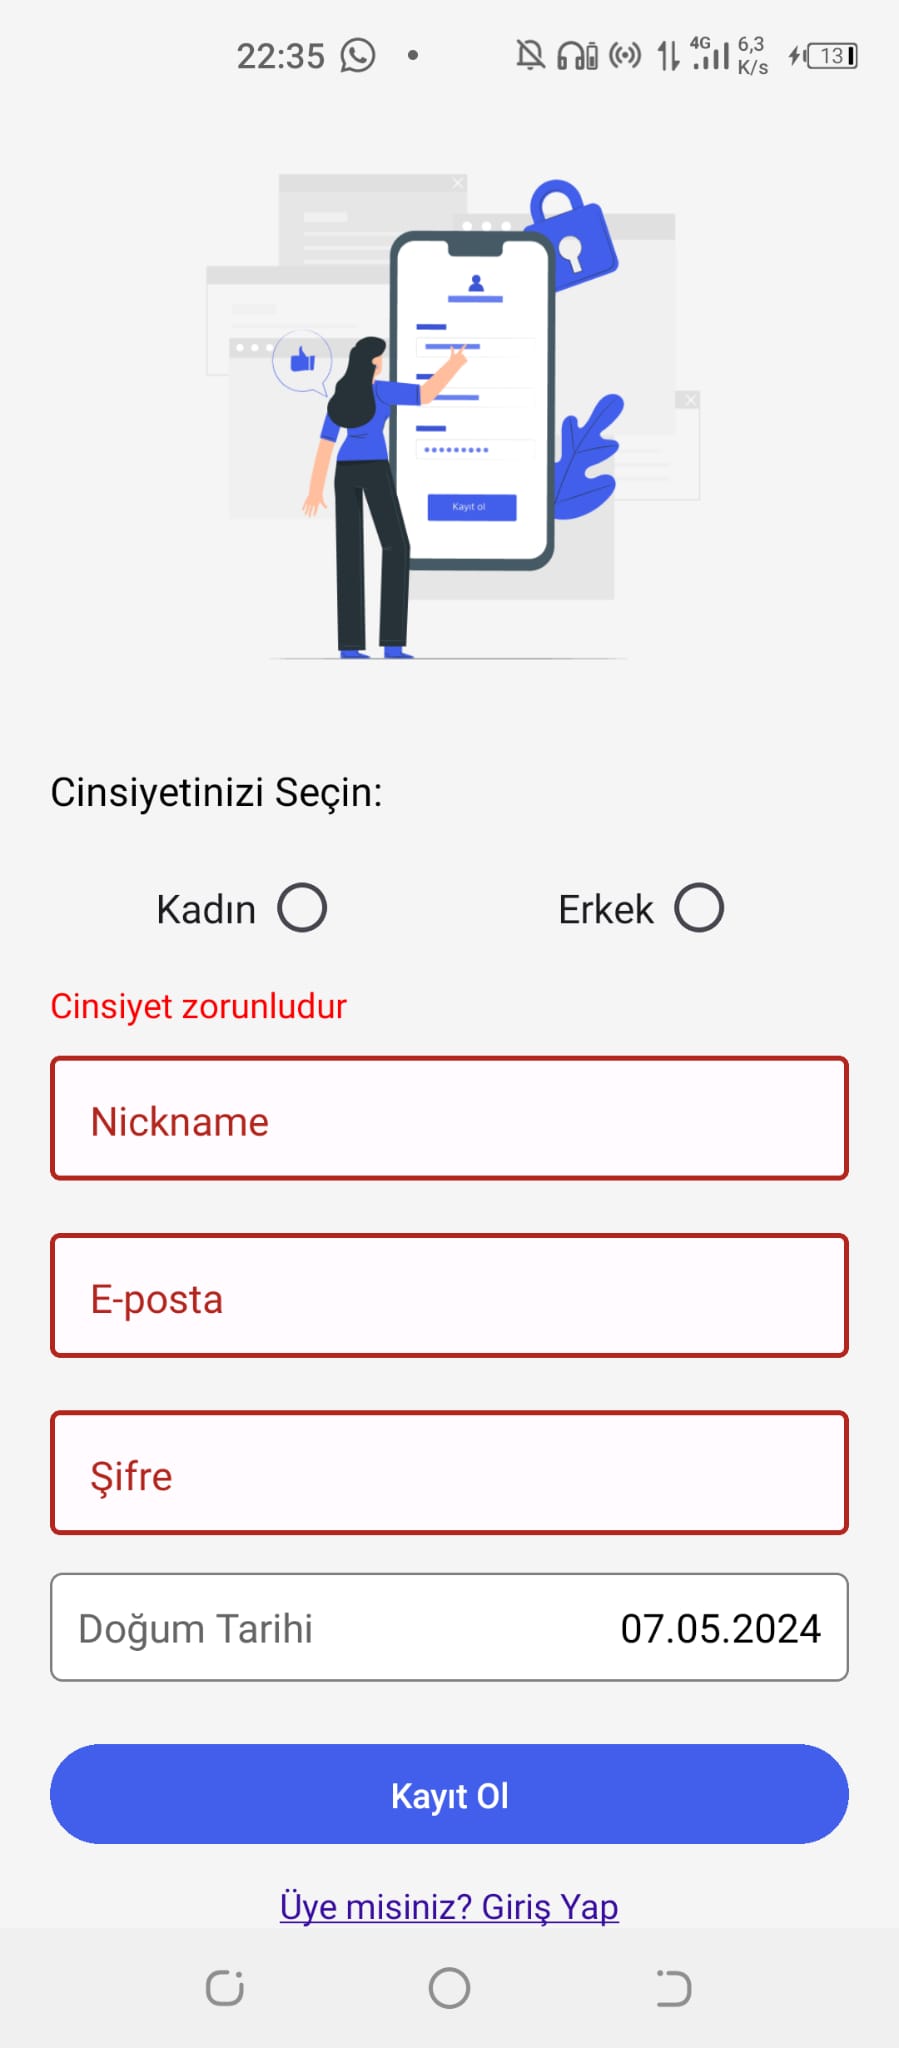 22:35
4G
6,3
K/s
13
Kayıt ol
Cinsiyetinizi Seçin:
Kadın
Erkek
Cinsiyet zorunludur
Nickname
E-posta
Şifre
Doğum Tarihi
07.05.2024
Kayıt Ol
Üye misiniz? Giriş Yap